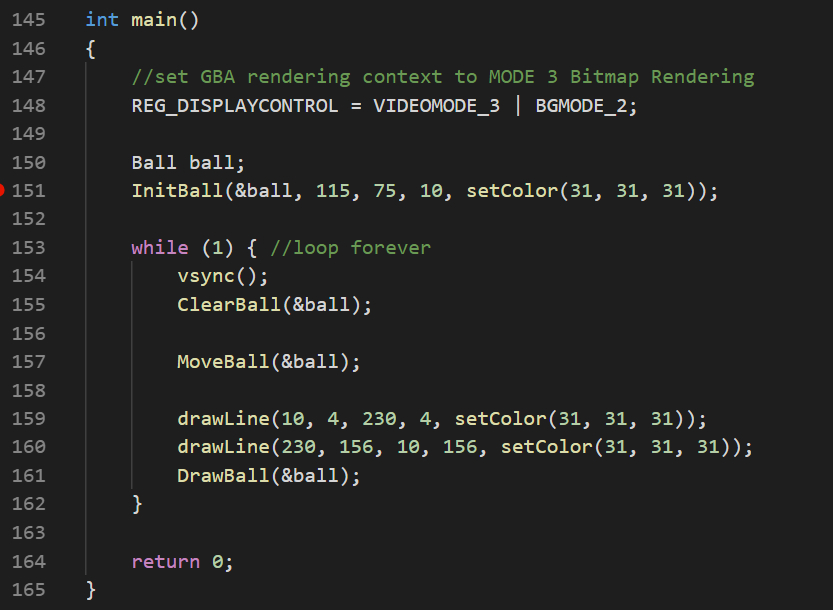 145 int main()
146 {
147     //set GBA rendering context to MODE 3 Bitmap Rendering
148     REG_DISPLAYCONTROL = VIDEOMODE_3 | BGMODE_2;
149
150     Ball ball;
151     InitBall(&ball, 115, 75, 10, setColor(31, 31, 31));
152
153     while (1) { //loop forever
154         vsync();
155         ClearBall(&ball);
156
157         MoveBall(&ball);
158
159         drawLine(10, 4, 230, 4, setColor(31, 31, 31));
160         drawLine(230, 156, 10, 156, setColor(31, 31, 31));
161         DrawBall(&ball);
162     }
163
164     return 0;
165 }